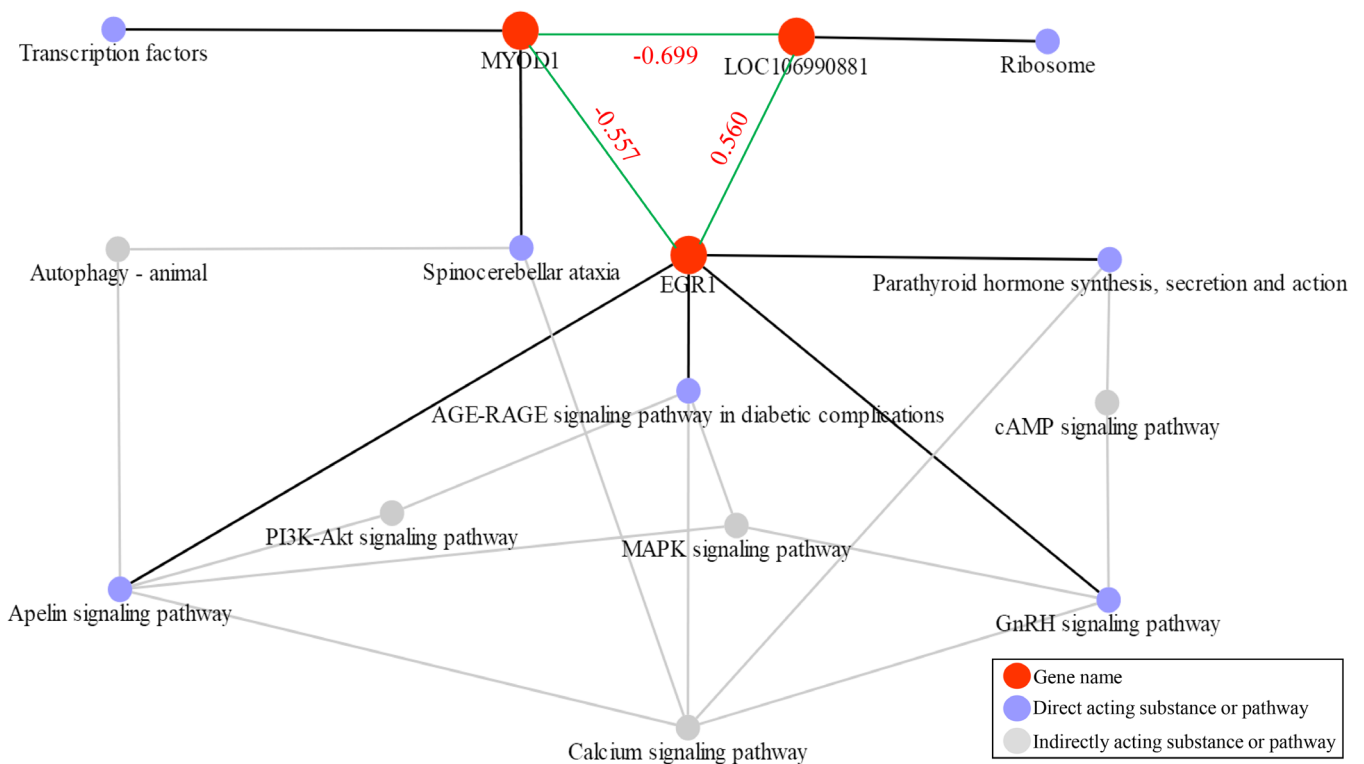 Transcription factors
MYOD1
-0.699
LOC106990881
Ribosome
-0.557
0.560
Autophagy - animal
Spinocerebellar ataxia
EGR1
Parathyroid hormone synthesis, secretion and action
AGE-RAGE signaling pathway in diabetic complications
cAMP signaling pathway
PI3K-Akt signaling pathway
MAPK signaling pathway
Apelin signaling pathway
GnRH signaling pathway
Calcium signaling pathway
Gene name
Direct acting substance or pathway
Indirectly acting substance or pathway